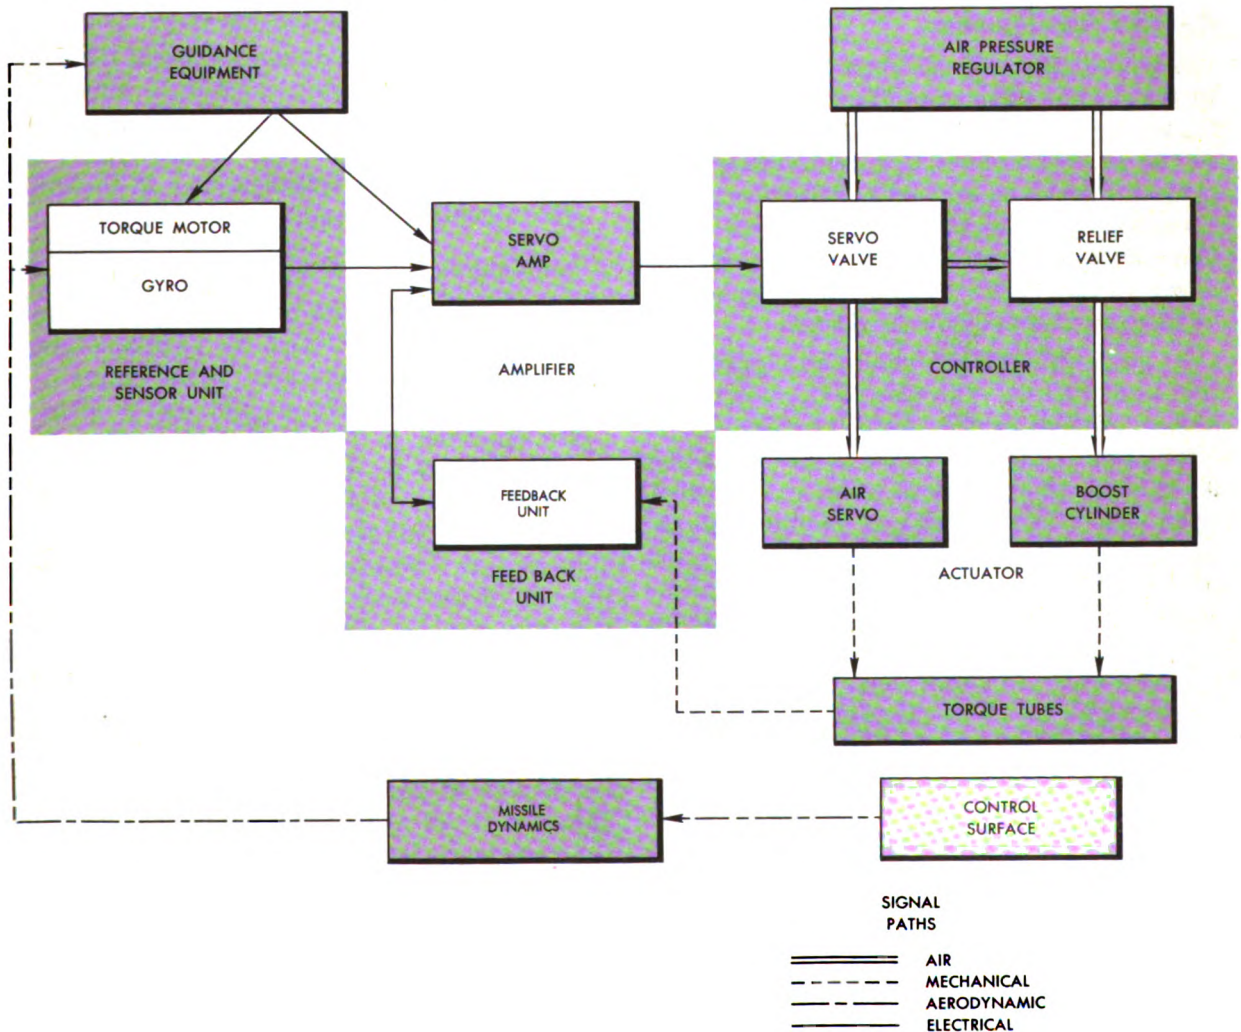 GUIDANCE
EQUIPMENT
AIR PRESSURE
REGULATOR
TORQUE MOTOR
GYRO
SERVO
AMP
SERVO
VALVE
RELIEF
VALVE
REFERENCE AND
SENSOR UNIT
AMPLIFIER
CONTROLLER
FEEDBACK
UNIT
AIR
SERVO
BOOST
CYLINDER
FEED BACK
UNIT
ACTUATOR
TORQUE TUBES
MISSILE
DYNAMICS
CONTROL
SURFACE
SIGNAL
PATHS
AIR
MECHANICAL
AERODYNAMIC
ELECTRICAL